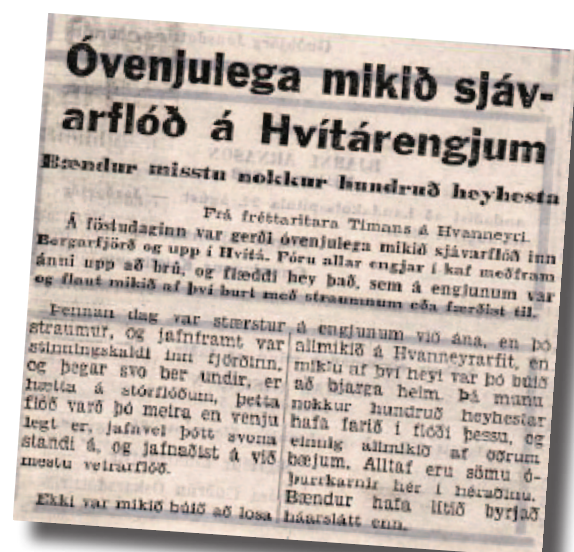 Óvenjulega mikið sjáv-
arflóð á Hvítárengjum
Bændur misstu nokkur hundruð heyhesta
Frá fréttaritara Tímans á Hvanneyri.
Á föstudaginn var gerði óvenjulega mikið sjávarflóð inn
Borgarfjörð og upp í Hvítá. Fóru allar engjar í kaf meðfram
ánni upp að brú, og flæddi hey það, sem á engjunum var
og flaut mikið af því burt með straumnum eða færðist til.
Þennan dag var stærstur
straumur, og jafnframt var
stinningskaldi inn fjörðinn,
og þegar svo ber undir, er
hætta á stórflóðum, þetta
flóð varð þó meira en venju
legt er, jafnvel þótt svona
standi á, og jafnaðist á við
mestu vetrarflóð.
Ekki var mikið búið að losa
á engjunum við ána, en þó
allmikið á Hvanneyrarfit, en
miklu af því heyi var þó búið
að bjarga heim. Þá munu
nokkur hundruð heyhestar
hafa farið í flóði þessu, og
einnig allmikið af öðrum
bæjum. Alltaf eru sömu ó-
þurrkarnir hér í héraðinu.
Bændur hafa lítið byrjað
háarslátt enn.